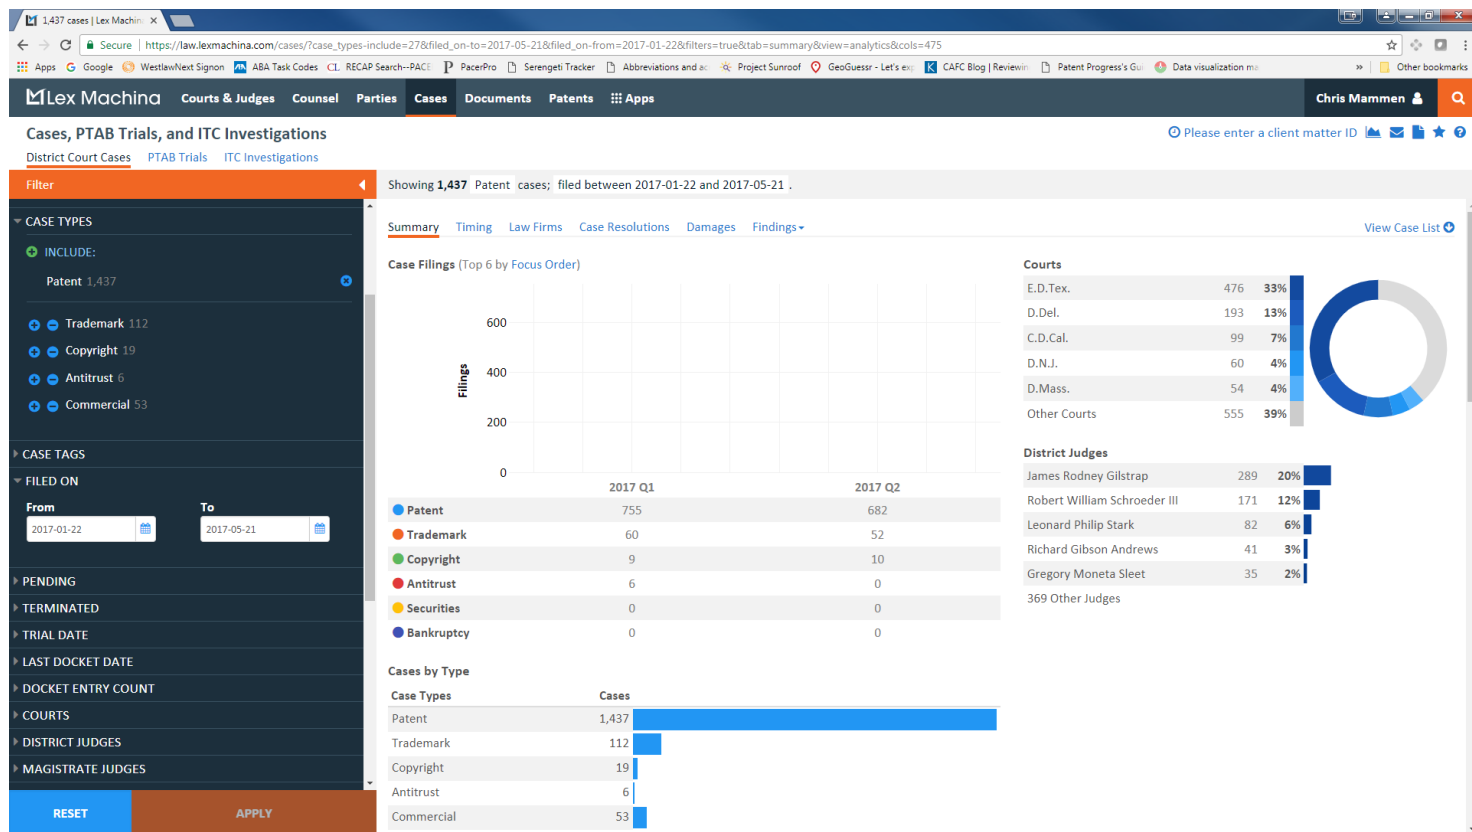 1,437 cases | Lex Machin
Secure | https://law.lexmachina.com/cases/?case_types-include=27&filed_on-to=2017-05-21&filed_on-from=2017-01-22&filters=true&tab=summary&view=analytics&cols=475
Apps Google WestlawNext Signon ABA Task Codes CL RECAP Search--PACE PacerPro Serengeti Tracker Abbreviations and ac Project Sunroof GeoGuessr - Let's exp CAFC Blog | Reviewin Patent Progress's Gui Data visualization ma » Other bookmarks
Lex Machina Courts & Judges Counsel Parties Cases Documents Patents Apps Chris Mammen
Cases, PTAB Trials, and ITC Investigations
Please enter a client matter ID
District Court Cases PTAB Trials ITC Investigations
Filter
Showing 1,437 Patent cases; filed between 2017-01-22 and 2017-05-21 .
CASE TYPES
INCLUDE:
Patent 1,437
Trademark 112
Copyright 19
Antitrust 6
Commercial 53
CASE TAGS
FILED ON
From To
2017-01-22 2017-05-21
PENDING
TERMINATED
TRIAL DATE
LAST DOCKET DATE
DOCKET ENTRY COUNT
COURTS
DISTRICT JUDGES
MAGISTRATE JUDGES
RESET APPLY
Summary Timing Law Firms Case Resolutions Damages Findings
View Case List
Case Filings (Top 6 by Focus Order)
Filings
600
400
200
0
2017 Q1 2017 Q2
Patent 755 682
Trademark 60 52
Copyright 9 10
Antitrust 6 0
Securities 0 0
Bankruptcy 0 0
Cases by Type
Case Types Cases
Patent 1,437
Trademark 112
Copyright 19
Antitrust 6
Commercial 53
Courts
E.D.Tex. 476 33%
D.Del. 193 13%
C.D.Cal. 99 7%
D.N.J. 60 4%
D.Mass. 54 4%
Other Courts 555 39%
District Judges
James Rodney Gilstrap 289 20%
Robert William Schroeder III 171 12%
Leonard Philip Stark 82 6%
Richard Gibson Andrews 41 3%
Gregory Moneta Sleet 35 2%
369 Other Judges